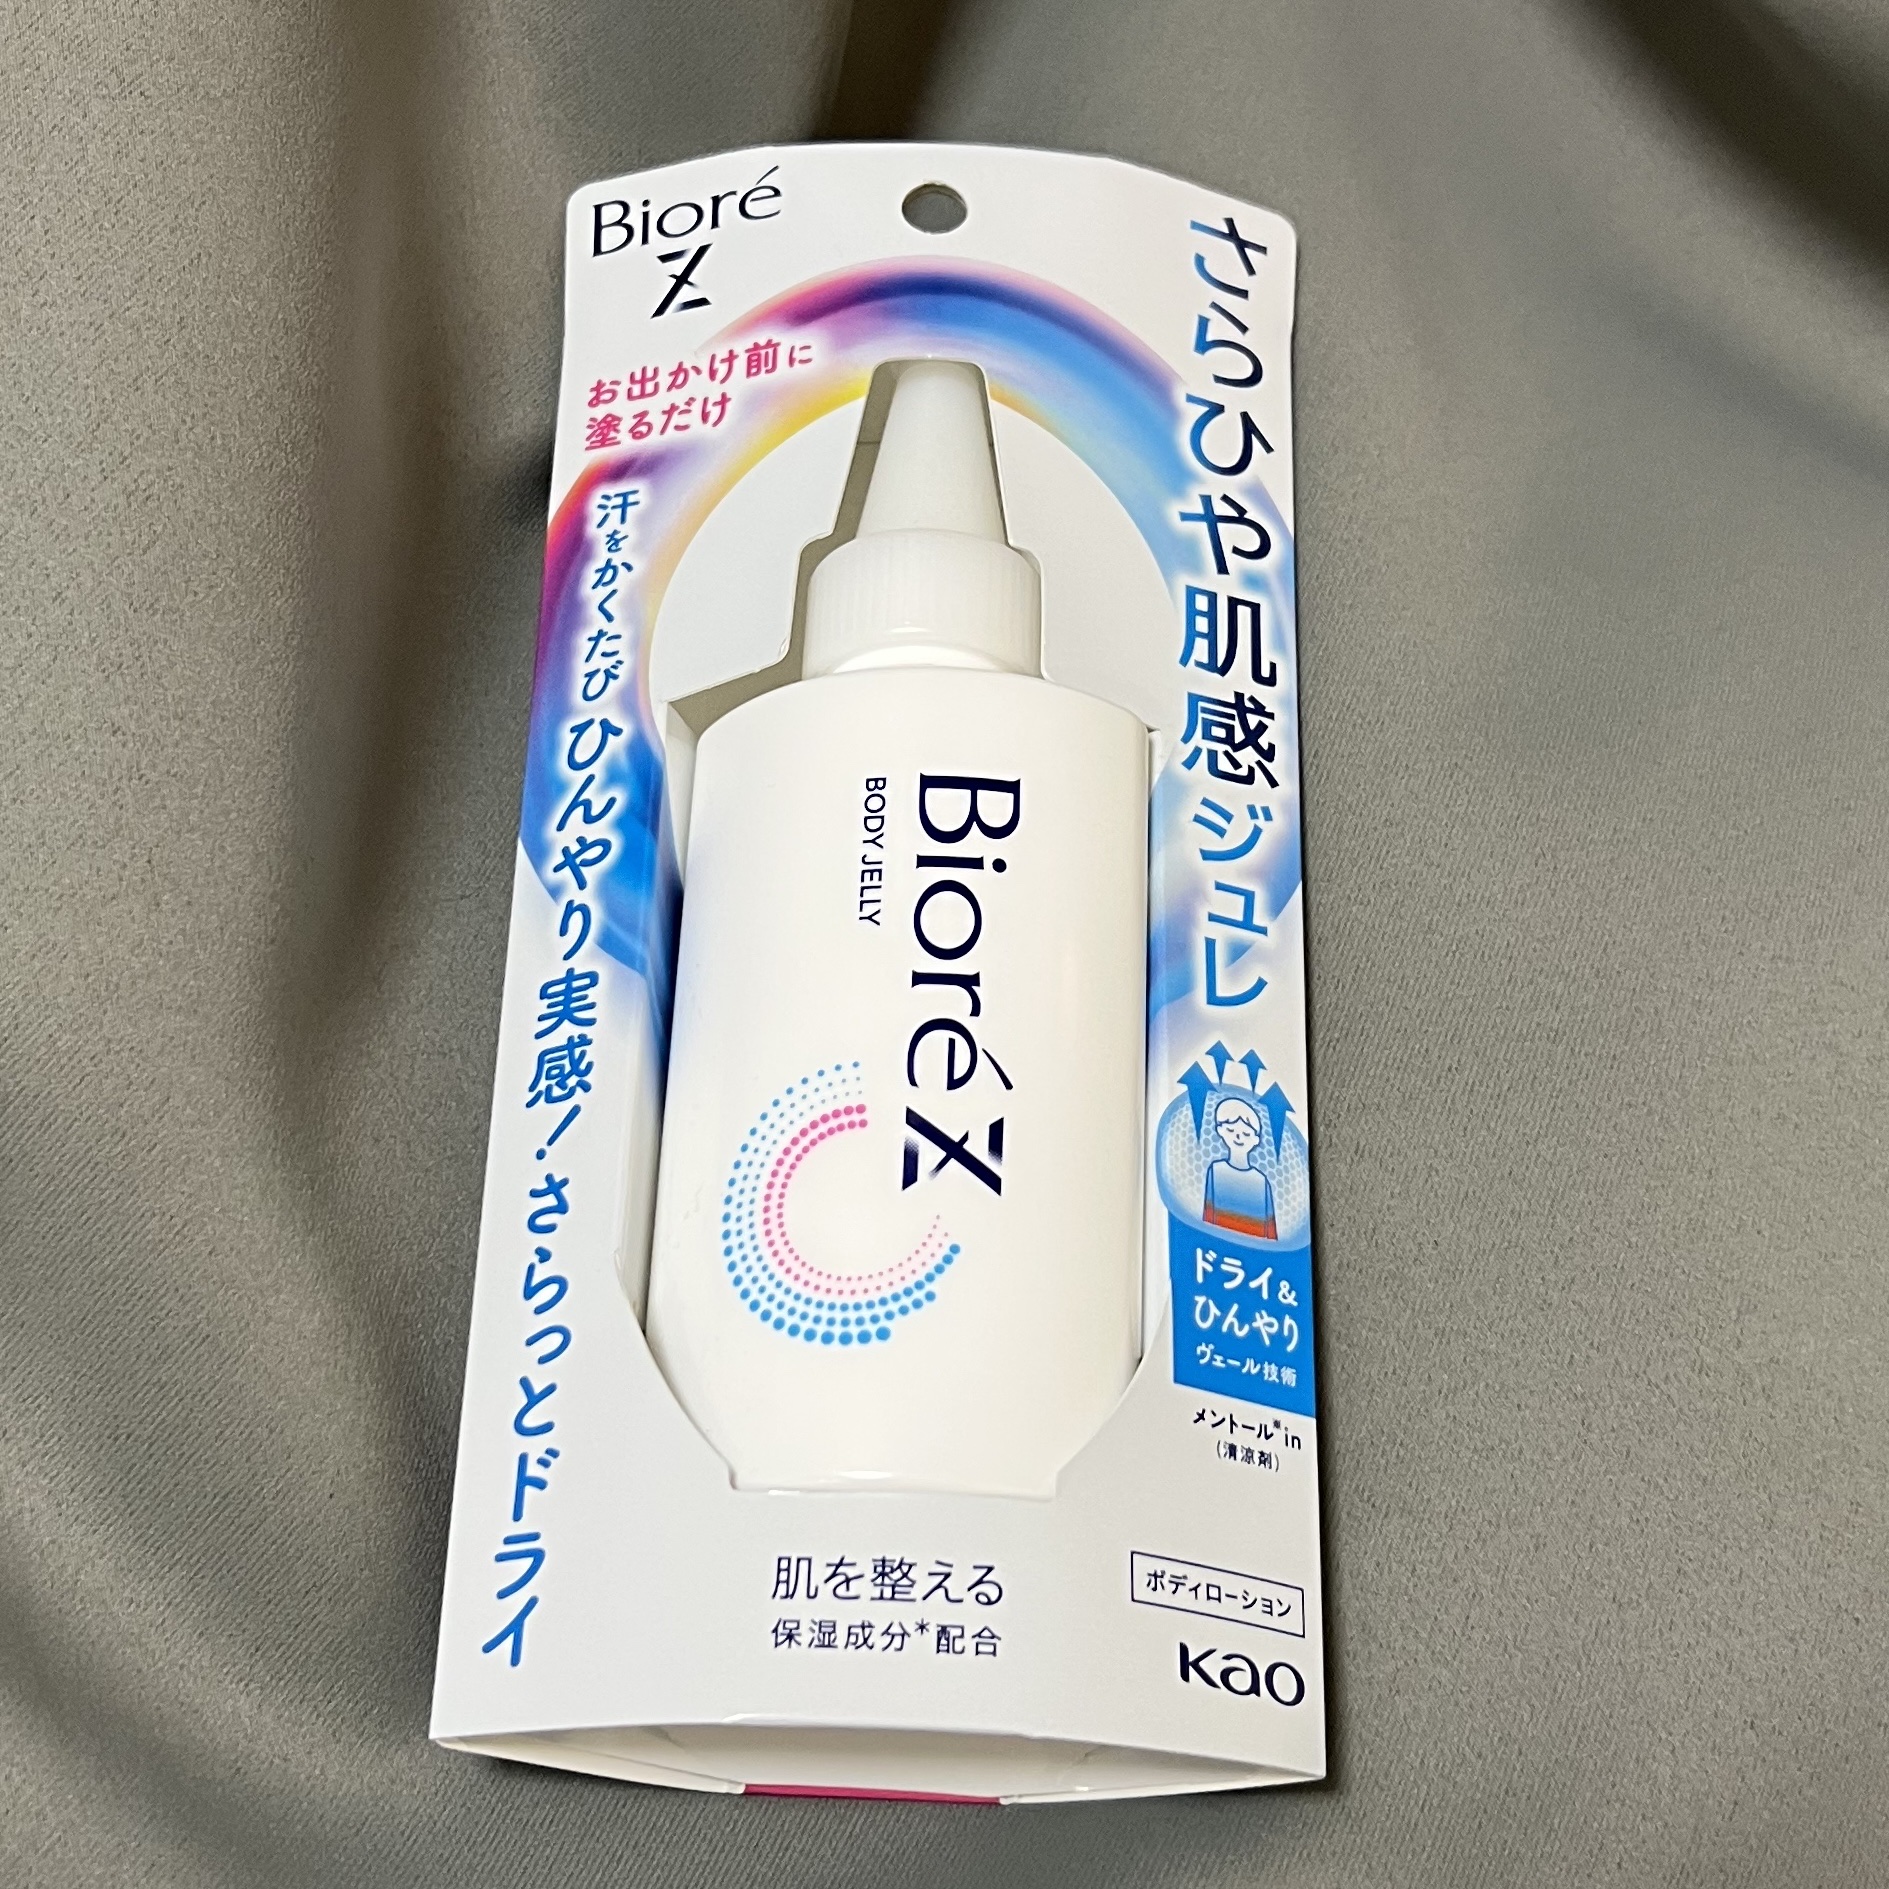 Bioré
Z
お出かけ前に
塗るだけ
汗をかくたび ひんやり実感! さらっとドライ
さらひや肌感ジュレ
BioréZ
BODY JELLY
ドライ&
ひんやり
ヴェール技術
メントール※in
(清涼剤)
肌を整える
保湿成分*配合
ボディローション
Kao